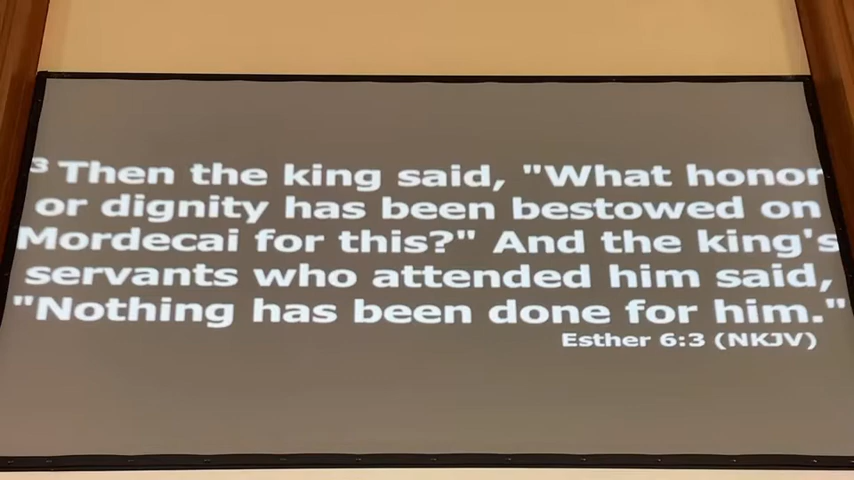 3 Then the king said, "What honor
or dignity has been bestowed on
Mordecai for this?" And the king's
servants who attended him said,
"Nothing has been done for him."
Esther 6:3 (NKJV)